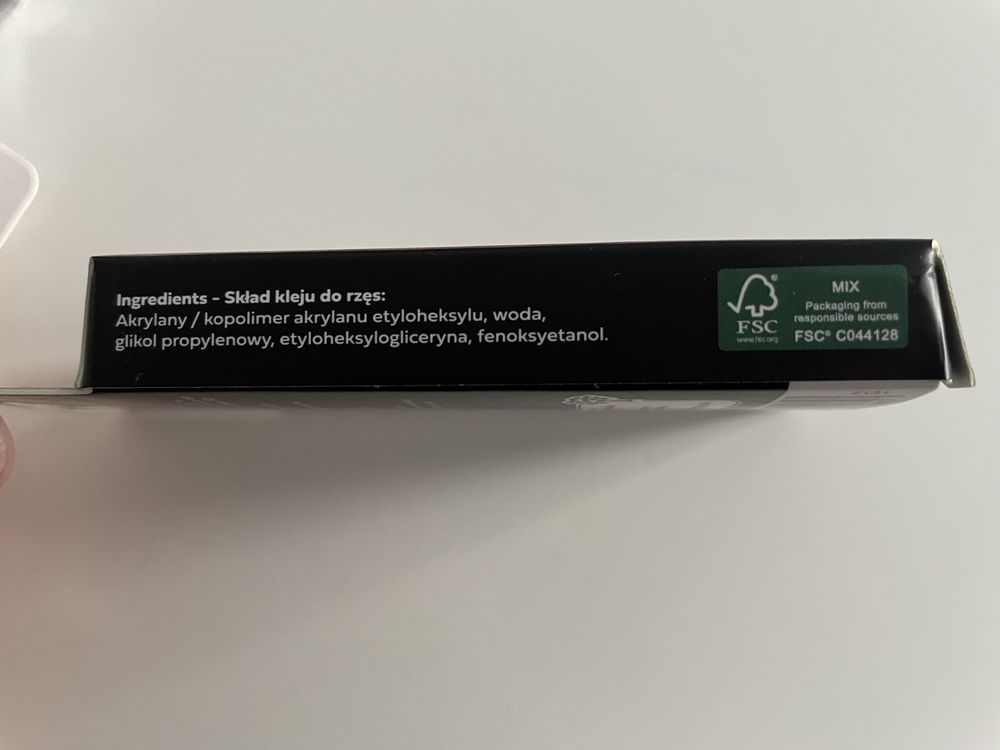 Ingredients - Skład kleju do rzęs:
Akrylany / kopolimer akrylanu etyloheksylu, woda,
glikol propylenowy, etyloheksylogliceryna, fenoksyetanol.
FSC®
www.fsc.org
MIX
Packaging from
responsible sources
FSC® C044128